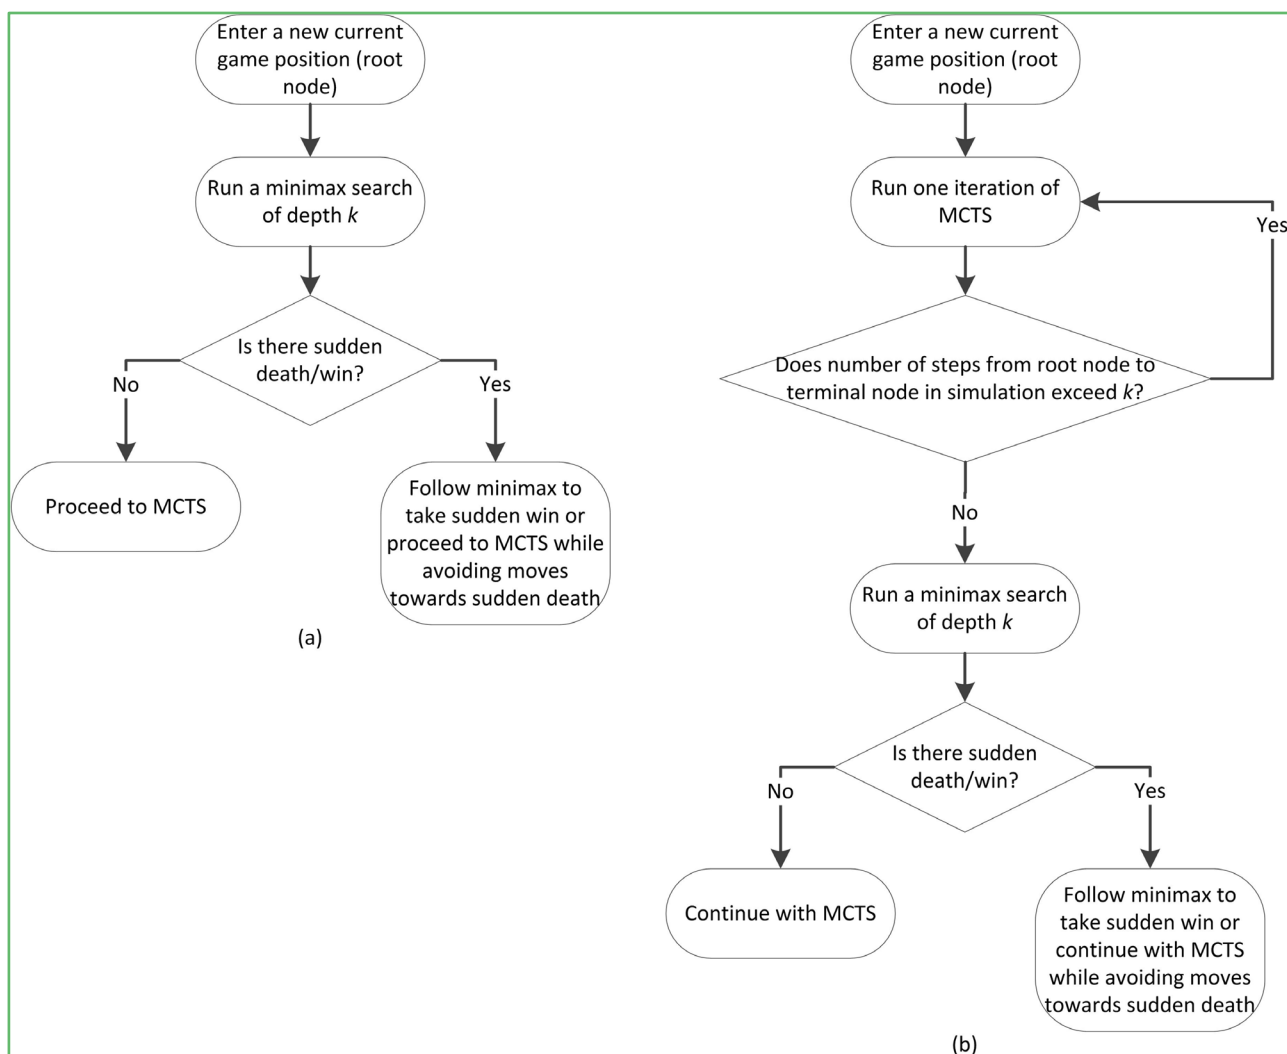 Enter a new current
game position (root
node)
Run a minimax search
of depth k
Is there sudden
death/win?
No
Yes
Proceed to MCTS
Follow minimax to
take sudden win or
proceed to MCTS while
avoiding moves
towards sudden death
(a)
Enter a new current
game position (root
node)
Run one iteration of
MCTS
Yes
Does number of steps from root node to
terminal node in simulation exceed k?
No
Run a minimax search
of depth k
Is there sudden
death/win?
No
Yes
Continue with MCTS
Follow minimax to
take sudden win or
continue with MCTS
while avoiding moves
towards sudden death
(b)